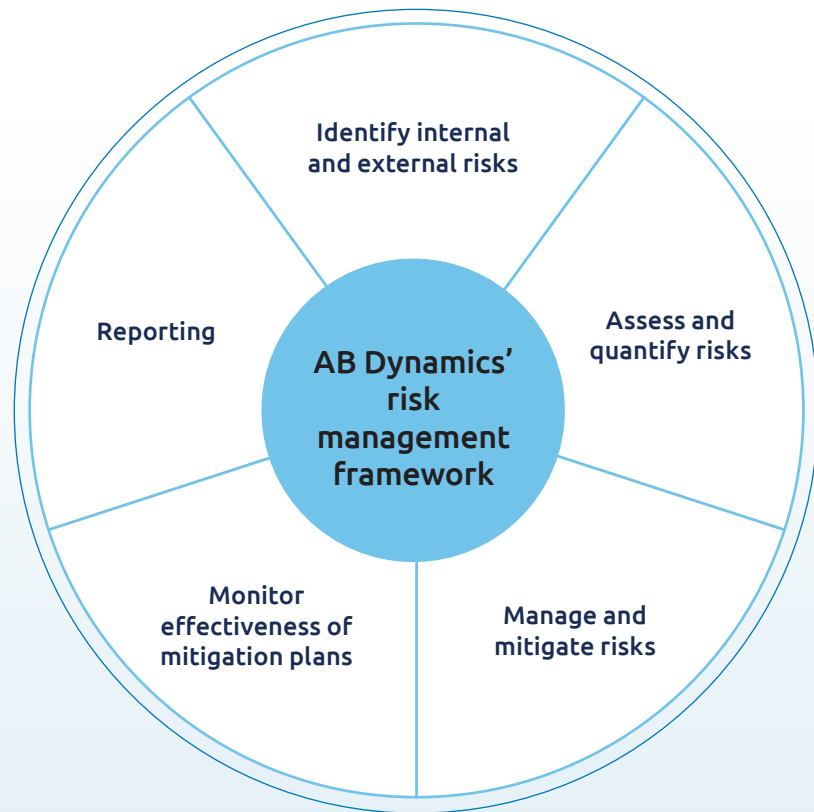 Identify internal
and external risks
Assess and
quantify risks
Manage and
mitigate risks
Monitor
effectiveness of
mitigation plans
Reporting
AB Dynamics’
risk
management
framework